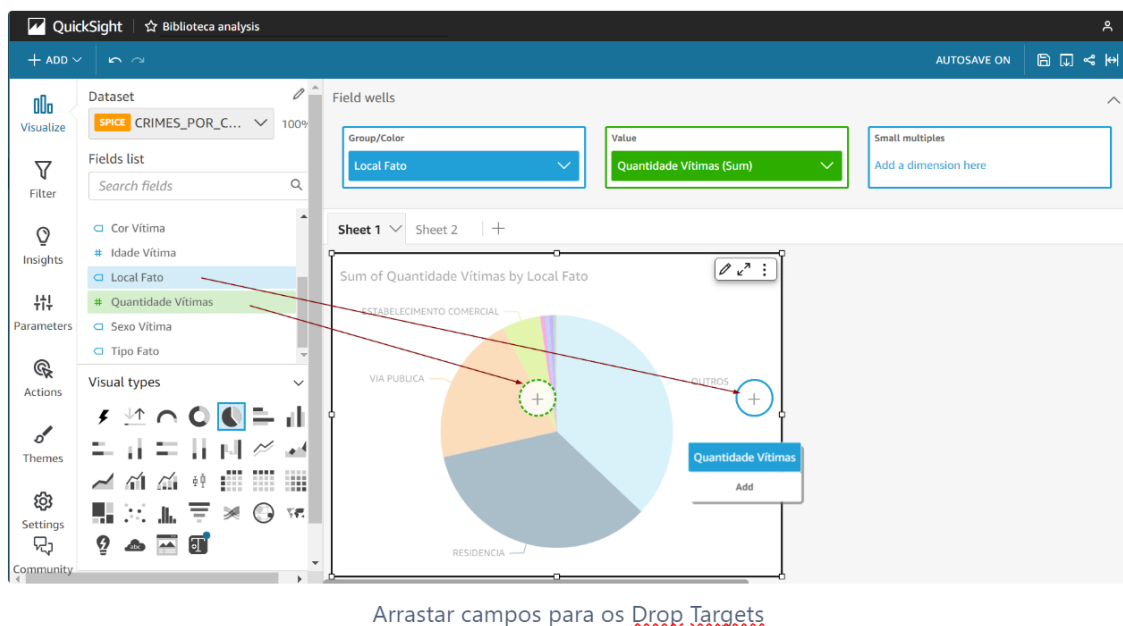 QuickSight
Biblioteca analysis
ADD
AUTOSAVE ON
Visualize
Filter
Insights
Parameters
Actions
Themes
Settings
Community
Dataset
SPICE CRIMES_POR_C...
100%
Fields list
Search fields
Cor Vítima
# Idade Vítima
Local Fato
# Quantidade Vítimas
Sexo Vítima
Tipo Fato
Visual types
abc
Field wells
Group/Color
Local Fato
Value
Quantidade Vítimas (Sum)
Small multiples
Add a dimension here
Sheet 1
Sheet 2
Sum of Quantidade Vítimas by Local Fato
ESTABELECIMENTO COMERCIAL
VIA PUBLICA
OUTROS
RESIDENCIA
Quantidade Vítimas
Add
Arrastar campos para os Drop Targets